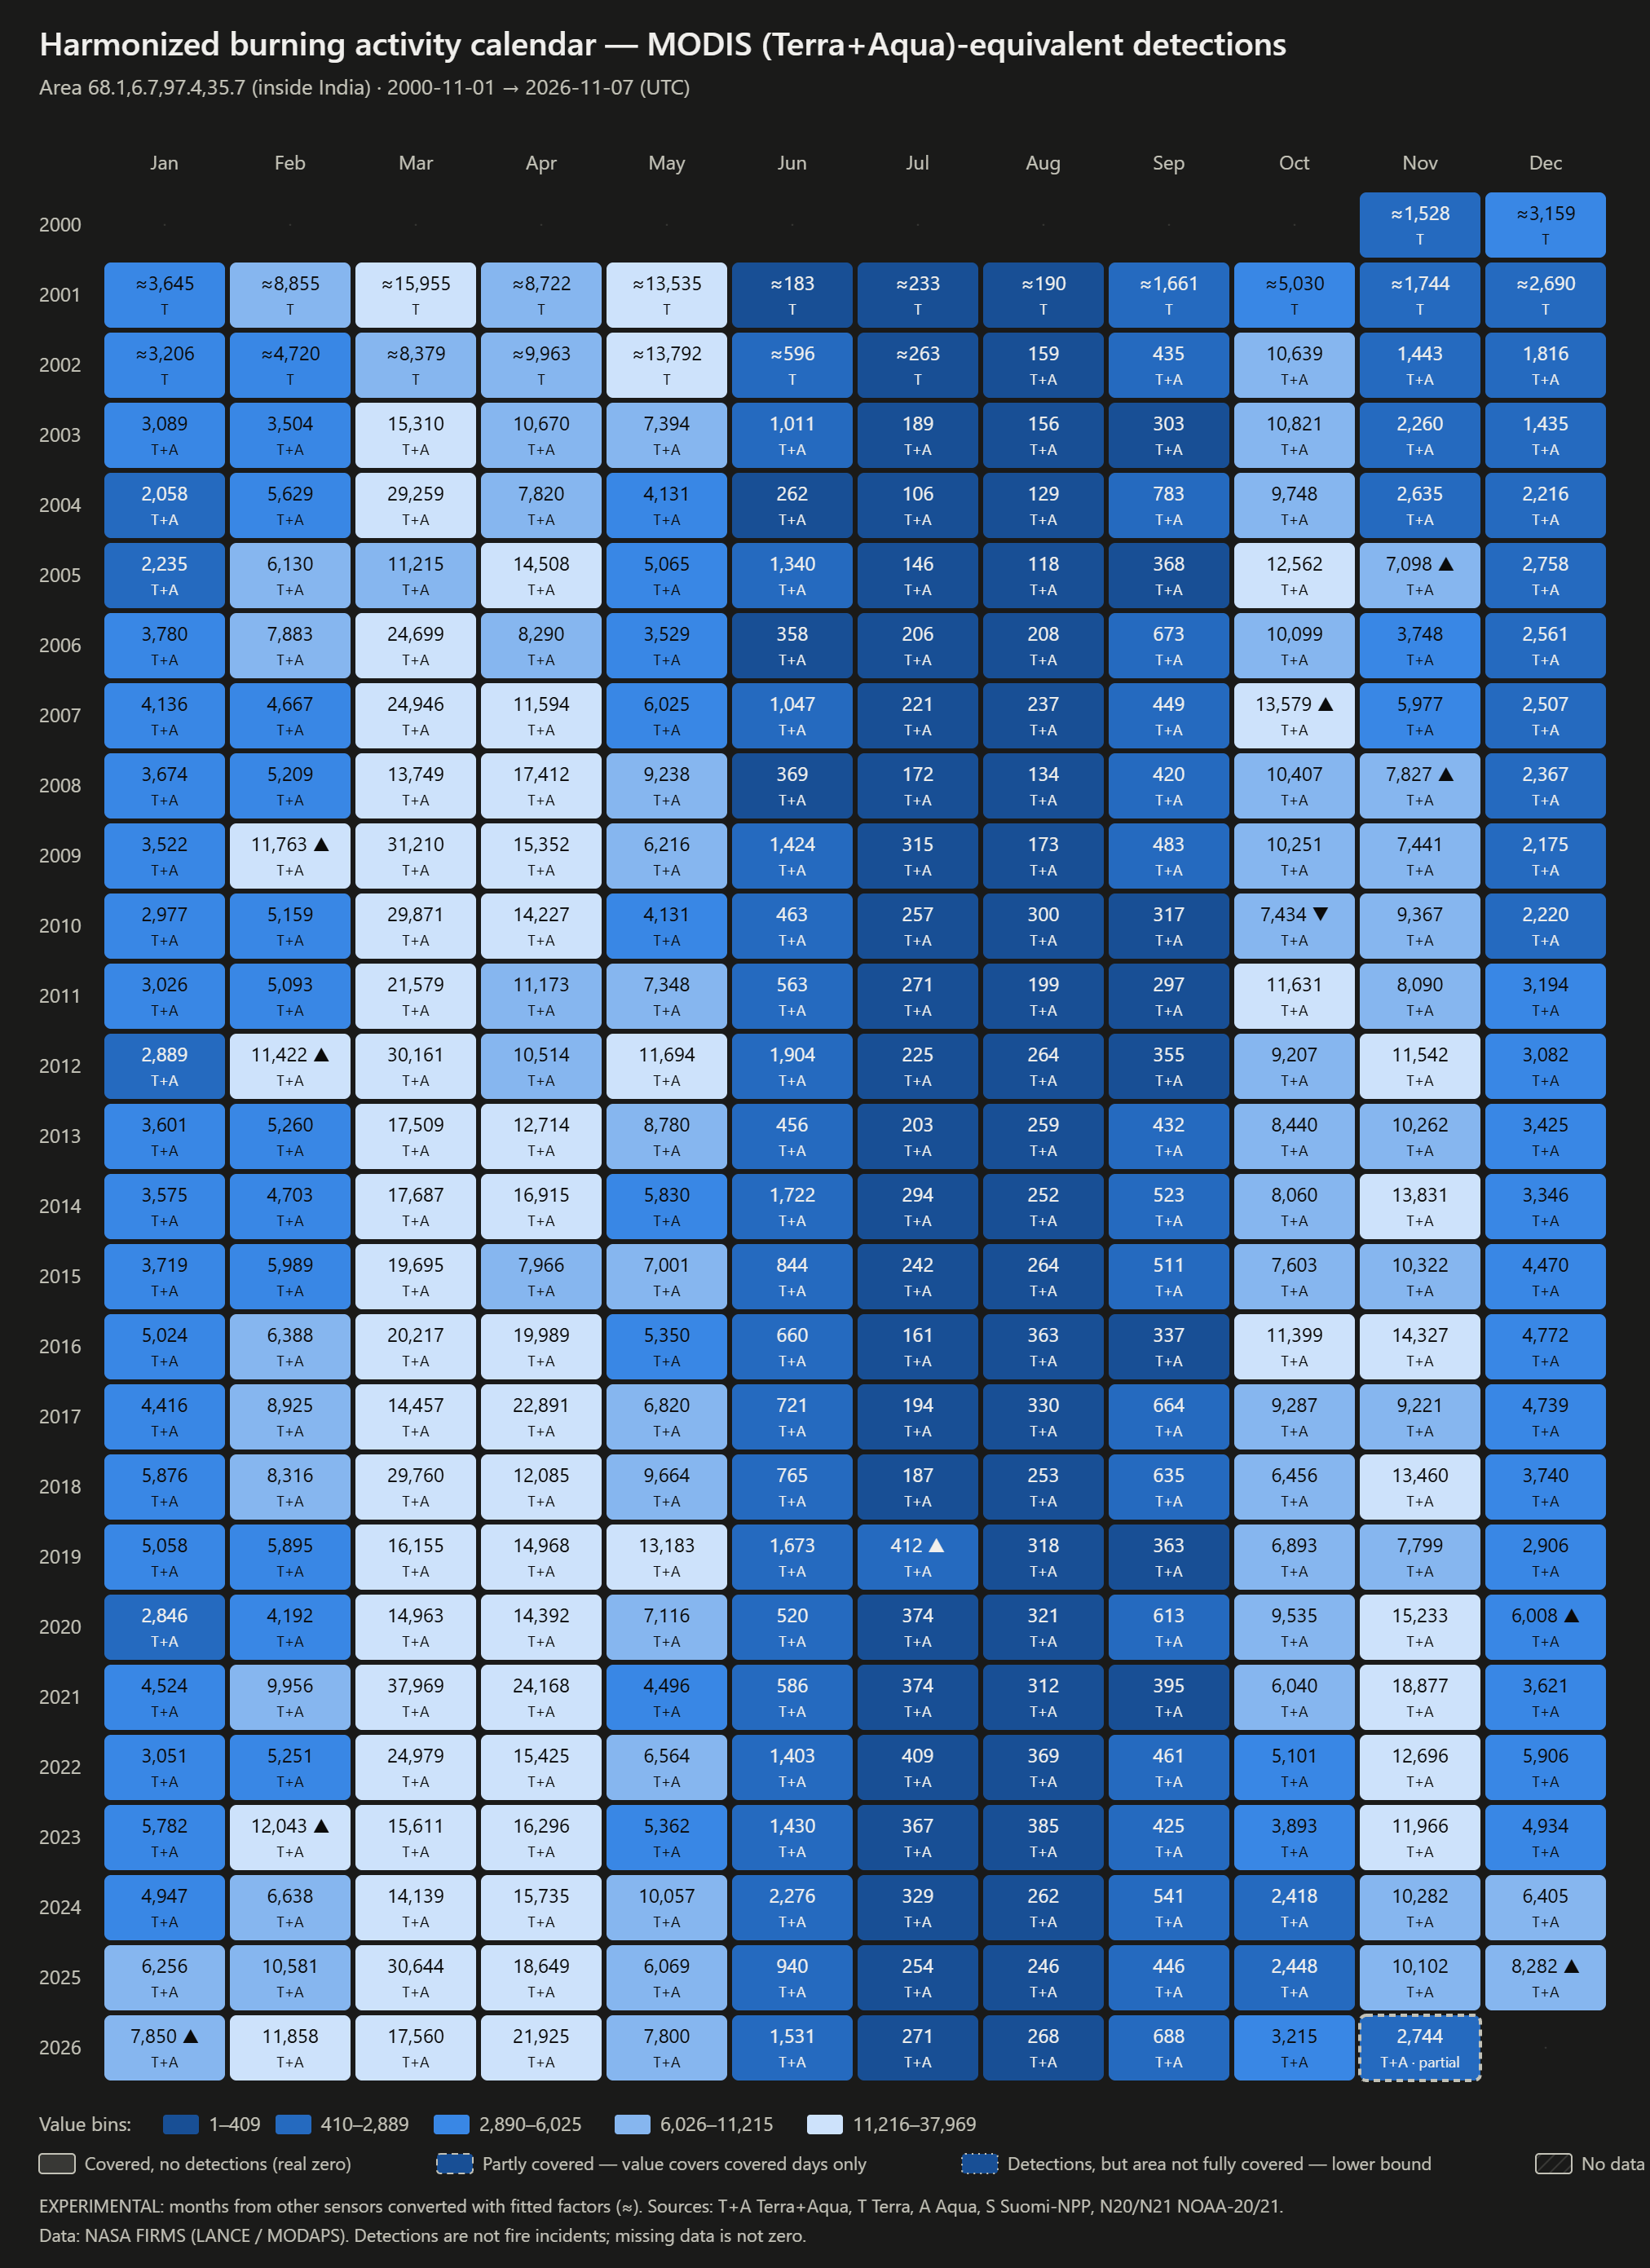 Harmonized burning activity calendar — MODIS (Terra+Aqua)-equivalent detections
Area 68.1,6.7,97.4,35.7 (inside India) · 2000-11-01 → 2026-11-07 (UTC)
Jan Feb Mar Apr May Jun Jul Aug Sep Oct Nov Dec
2000 · · · · · · · · · · ≈1,528 ≈3,159
T T
2001 ≈3,645 ≈8,855 ≈15,955 ≈8,722 ≈13,535 ≈183 ≈233 ≈190 ≈1,661 ≈5,030 ≈1,744 ≈2,690
T T T T T T T T T T T T
2002 ≈3,206 ≈4,720 ≈8,379 ≈9,963 ≈13,792 ≈596 ≈263 159 435 10,639 1,443 1,816
T T T T T T T T+A T+A T+A T+A T+A
2003 3,089 3,504 15,310 10,670 7,394 1,011 189 156 303 10,821 2,260 1,435
T+A T+A T+A T+A T+A T+A T+A T+A T+A T+A T+A T+A
2004 2,058 5,629 29,259 7,820 4,131 262 106 129 783 9,748 2,635 2,216
T+A T+A T+A T+A T+A T+A T+A T+A T+A T+A T+A T+A
2005 2,235 6,130 11,215 14,508 5,065 1,340 146 118 368 12,562 7,098 ▲ 2,758
T+A T+A T+A T+A T+A T+A T+A T+A T+A T+A T+A T+A
2006 3,780 7,883 24,699 8,290 3,529 358 206 208 673 10,099 3,748 2,561
T+A T+A T+A T+A T+A T+A T+A T+A T+A T+A T+A T+A
2007 4,136 4,667 24,946 11,594 6,025 1,047 221 237 449 13,579 ▲ 5,977 2,507
T+A T+A T+A T+A T+A T+A T+A T+A T+A T+A T+A T+A
2008 3,674 5,209 13,749 17,412 9,238 369 172 134 420 10,407 7,827 ▲ 2,367
T+A T+A T+A T+A T+A T+A T+A T+A T+A T+A T+A T+A
2009 3,522 11,763 ▲ 31,210 15,352 6,216 1,424 315 173 483 10,251 7,441 2,175
T+A T+A T+A T+A T+A T+A T+A T+A T+A T+A T+A T+A
2010 2,977 5,159 29,871 14,227 4,131 463 257 300 317 7,434 ▼ 9,367 2,220
T+A T+A T+A T+A T+A T+A T+A T+A T+A T+A T+A T+A
2011 3,026 5,093 21,579 11,173 7,348 563 271 199 297 11,631 8,090 3,194
T+A T+A T+A T+A T+A T+A T+A T+A T+A T+A T+A T+A
2012 2,889 11,422 ▲ 30,161 10,514 11,694 1,904 225 264 355 9,207 11,542 3,082
T+A T+A T+A T+A T+A T+A T+A T+A T+A T+A T+A T+A
2013 3,601 5,260 17,509 12,714 8,780 456 203 259 432 8,440 10,262 3,425
T+A T+A T+A T+A T+A T+A T+A T+A T+A T+A T+A T+A
2014 3,575 4,703 17,687 16,915 5,830 1,722 294 252 523 8,060 13,831 3,346
T+A T+A T+A T+A T+A T+A T+A T+A T+A T+A T+A T+A
2015 3,719 5,989 19,695 7,966 7,001 844 242 264 511 7,603 10,322 4,470
T+A T+A T+A T+A T+A T+A T+A T+A T+A T+A T+A T+A
2016 5,024 6,388 20,217 19,989 5,350 660 161 363 337 11,399 14,327 4,772
T+A T+A T+A T+A T+A T+A T+A T+A T+A T+A T+A T+A
2017 4,416 8,925 14,457 22,891 6,820 721 194 330 664 9,287 9,221 4,739
T+A T+A T+A T+A T+A T+A T+A T+A T+A T+A T+A T+A
2018 5,876 8,316 29,760 12,085 9,664 765 187 253 635 6,456 13,460 3,740
T+A T+A T+A T+A T+A T+A T+A T+A T+A T+A T+A T+A
2019 5,058 5,895 16,155 14,968 13,183 1,673 412 ▲ 318 363 6,893 7,799 2,906
T+A T+A T+A T+A T+A T+A T+A T+A T+A T+A T+A T+A
2020 2,846 4,192 14,963 14,392 7,116 520 374 321 613 9,535 15,233 6,008 ▲
T+A T+A T+A T+A T+A T+A T+A T+A T+A T+A T+A T+A
2021 4,524 9,956 37,969 24,168 4,496 586 374 312 395 6,040 18,877 3,621
T+A T+A T+A T+A T+A T+A T+A T+A T+A T+A T+A T+A
2022 3,051 5,251 24,979 15,425 6,564 1,403 409 369 461 5,101 12,696 5,906
T+A T+A T+A T+A T+A T+A T+A T+A T+A T+A T+A T+A
2023 5,782 12,043 ▲ 15,611 16,296 5,362 1,430 367 385 425 3,893 11,966 4,934
T+A T+A T+A T+A T+A T+A T+A T+A T+A T+A T+A T+A
2024 4,947 6,638 14,139 15,735 10,057 2,276 329 262 541 2,418 10,282 6,405
T+A T+A T+A T+A T+A T+A T+A T+A T+A T+A T+A T+A
2025 6,256 10,581 30,644 18,649 6,069 940 254 246 446 2,448 10,102 8,282 ▲
T+A T+A T+A T+A T+A T+A T+A T+A T+A T+A T+A T+A
2026 7,850 ▲ 11,858 17,560 21,925 7,800 1,531 271 268 688 3,215 2,744 ·
T+A T+A T+A T+A T+A T+A T+A T+A T+A T+A T+A · partial
Value bins: 1–409 410–2,889 2,890–6,025 6,026–11,215 11,216–37,969
Covered, no detections (real zero) Partly covered — value covers covered days only Detections, but area not fully covered — lower bound No data
EXPERIMENTAL: months from other sensors converted with fitted factors (≈). Sources: T+A Terra+Aqua, T Terra, A Aqua, S Suomi-NPP, N20/N21 NOAA-20/21.
Data: NASA FIRMS (LANCE / MODAPS). Detections are not fire incidents; missing data is not zero.